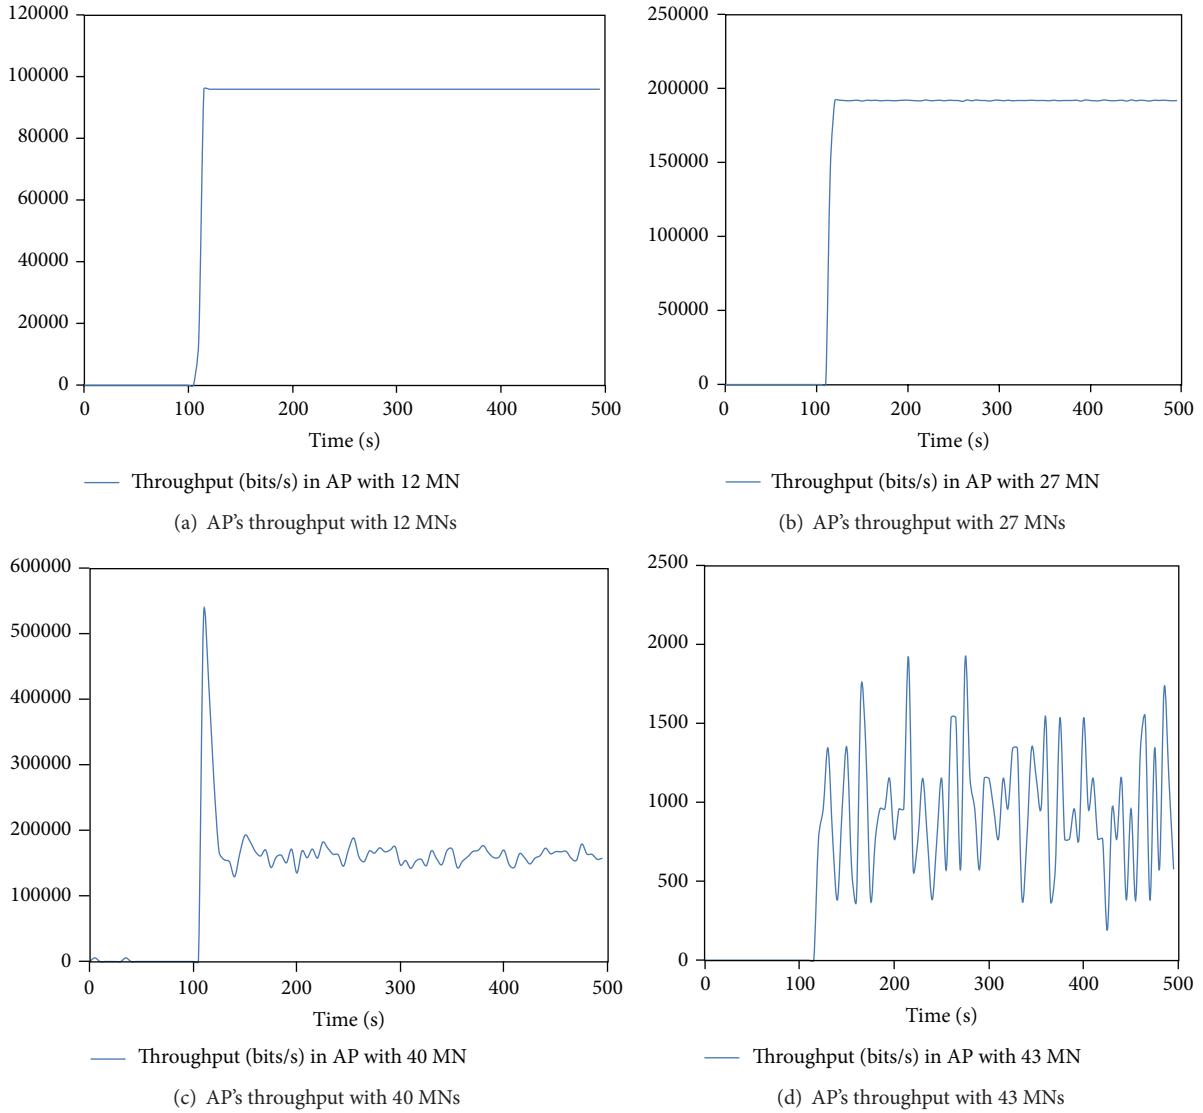 120000
100000
80000
60000
40000
20000
0
0 100 200 300 400 500
Time (s)
Throughput (bits/s) in AP with 12 MN
(a) AP's throughput with 12 MNs
250000
200000
150000
100000
50000
0
0 100 200 300 400 500
Time (s)
Throughput (bits/s) in AP with 27 MN
(b) AP's throughput with 27 MNs
600000
500000
400000
300000
200000
100000
0
0 100 200 300 400 500
Time (s)
Throughput (bits/s) in AP with 40 MN
(c) AP's throughput with 40 MNs
2500
2000
1500
1000
500
0
0 100 200 300 400 500
Time (s)
Throughput (bits/s) in AP with 43 MN
(d) AP's throughput with 43 MNs